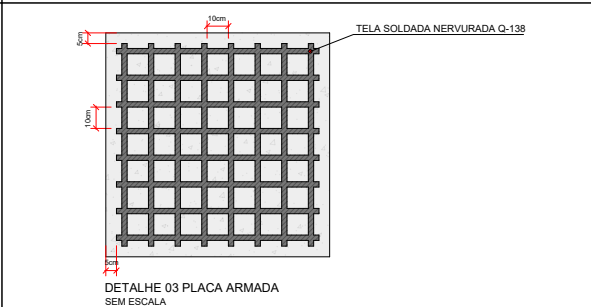 10cm
TELA SOLDADA NERVURADA Q-138
5cm
10cm
5cm
DETALHE 03 PLACA ARMADA
SEM ESCALA